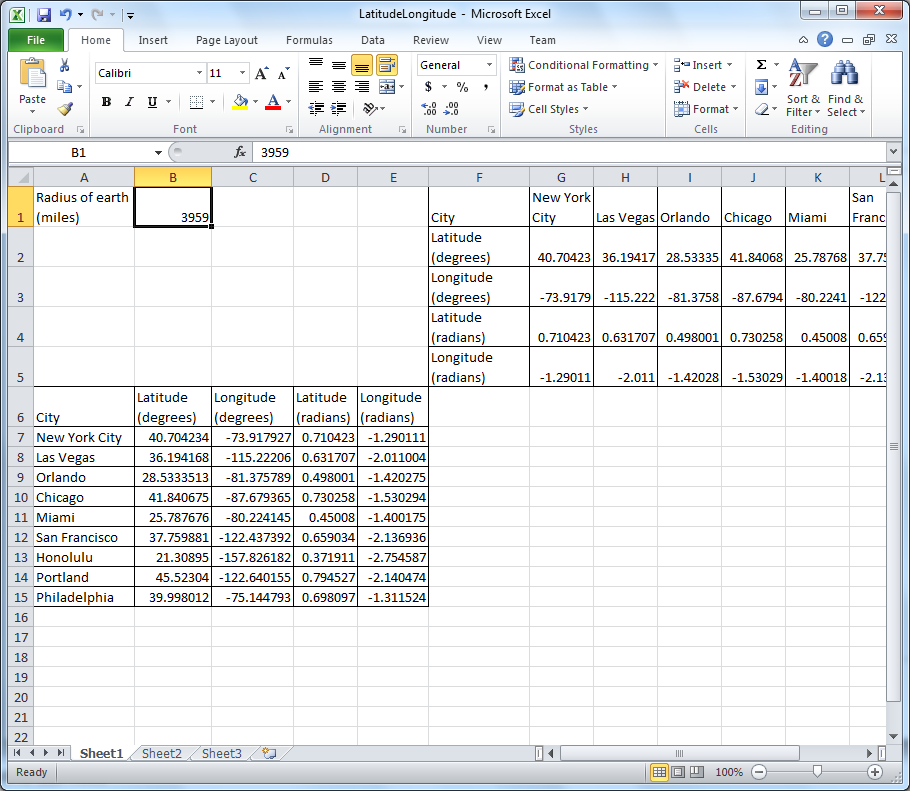 LatitudeLongitude - Microsoft Excel
File Home Insert Page Layout Formulas Data Review View Team
Paste
Clipboard
Calibri 11
B I U A
Font
Alignment
General
$ % ,
Number
Conditional Formatting
Format as Table
Cell Styles
Styles
Insert
Delete
Format
Cells
Σ
Sort & Filter
Find & Select
Editing
B1 fx 3959
A B C D E F G H I J K L
1 Radius of earth (miles) 3959 City New York City Las Vegas Orlando Chicago Miami San Franc
2 Latitude (degrees) 40.70423 36.19417 28.53335 41.84068 25.78768 37.75
3 Longitude (degrees) -73.9179 -115.222 -81.3758 -87.6794 -80.2241 -122
4 Latitude (radians) 0.710423 0.631707 0.498001 0.730258 0.45008 0.659
5 Longitude (radians) -1.29011 -2.011 -1.42028 -1.53029 -1.40018 -2.13
6 City Latitude (degrees) Longitude (degrees) Latitude (radians) Longitude (radians)
7 New York City 40.704234 -73.917927 0.710423 -1.290111
8 Las Vegas 36.194168 -115.22206 0.631707 -2.011004
9 Orlando 28.5333513 -81.375789 0.498001 -1.420275
10 Chicago 41.840675 -87.679365 0.730258 -1.530294
11 Miami 25.787676 -80.224145 0.45008 -1.400175
12 San Francisco 37.759881 -122.437392 0.659034 -2.136936
13 Honolulu 21.30895 -157.826182 0.371911 -2.754587
14 Portland 45.52304 -122.640155 0.794527 -2.140474
15 Philadelphia 39.998012 -75.144793 0.698097 -1.311524
16
17
18
19
20
21
22
Sheet1 Sheet2 Sheet3
Ready 100%